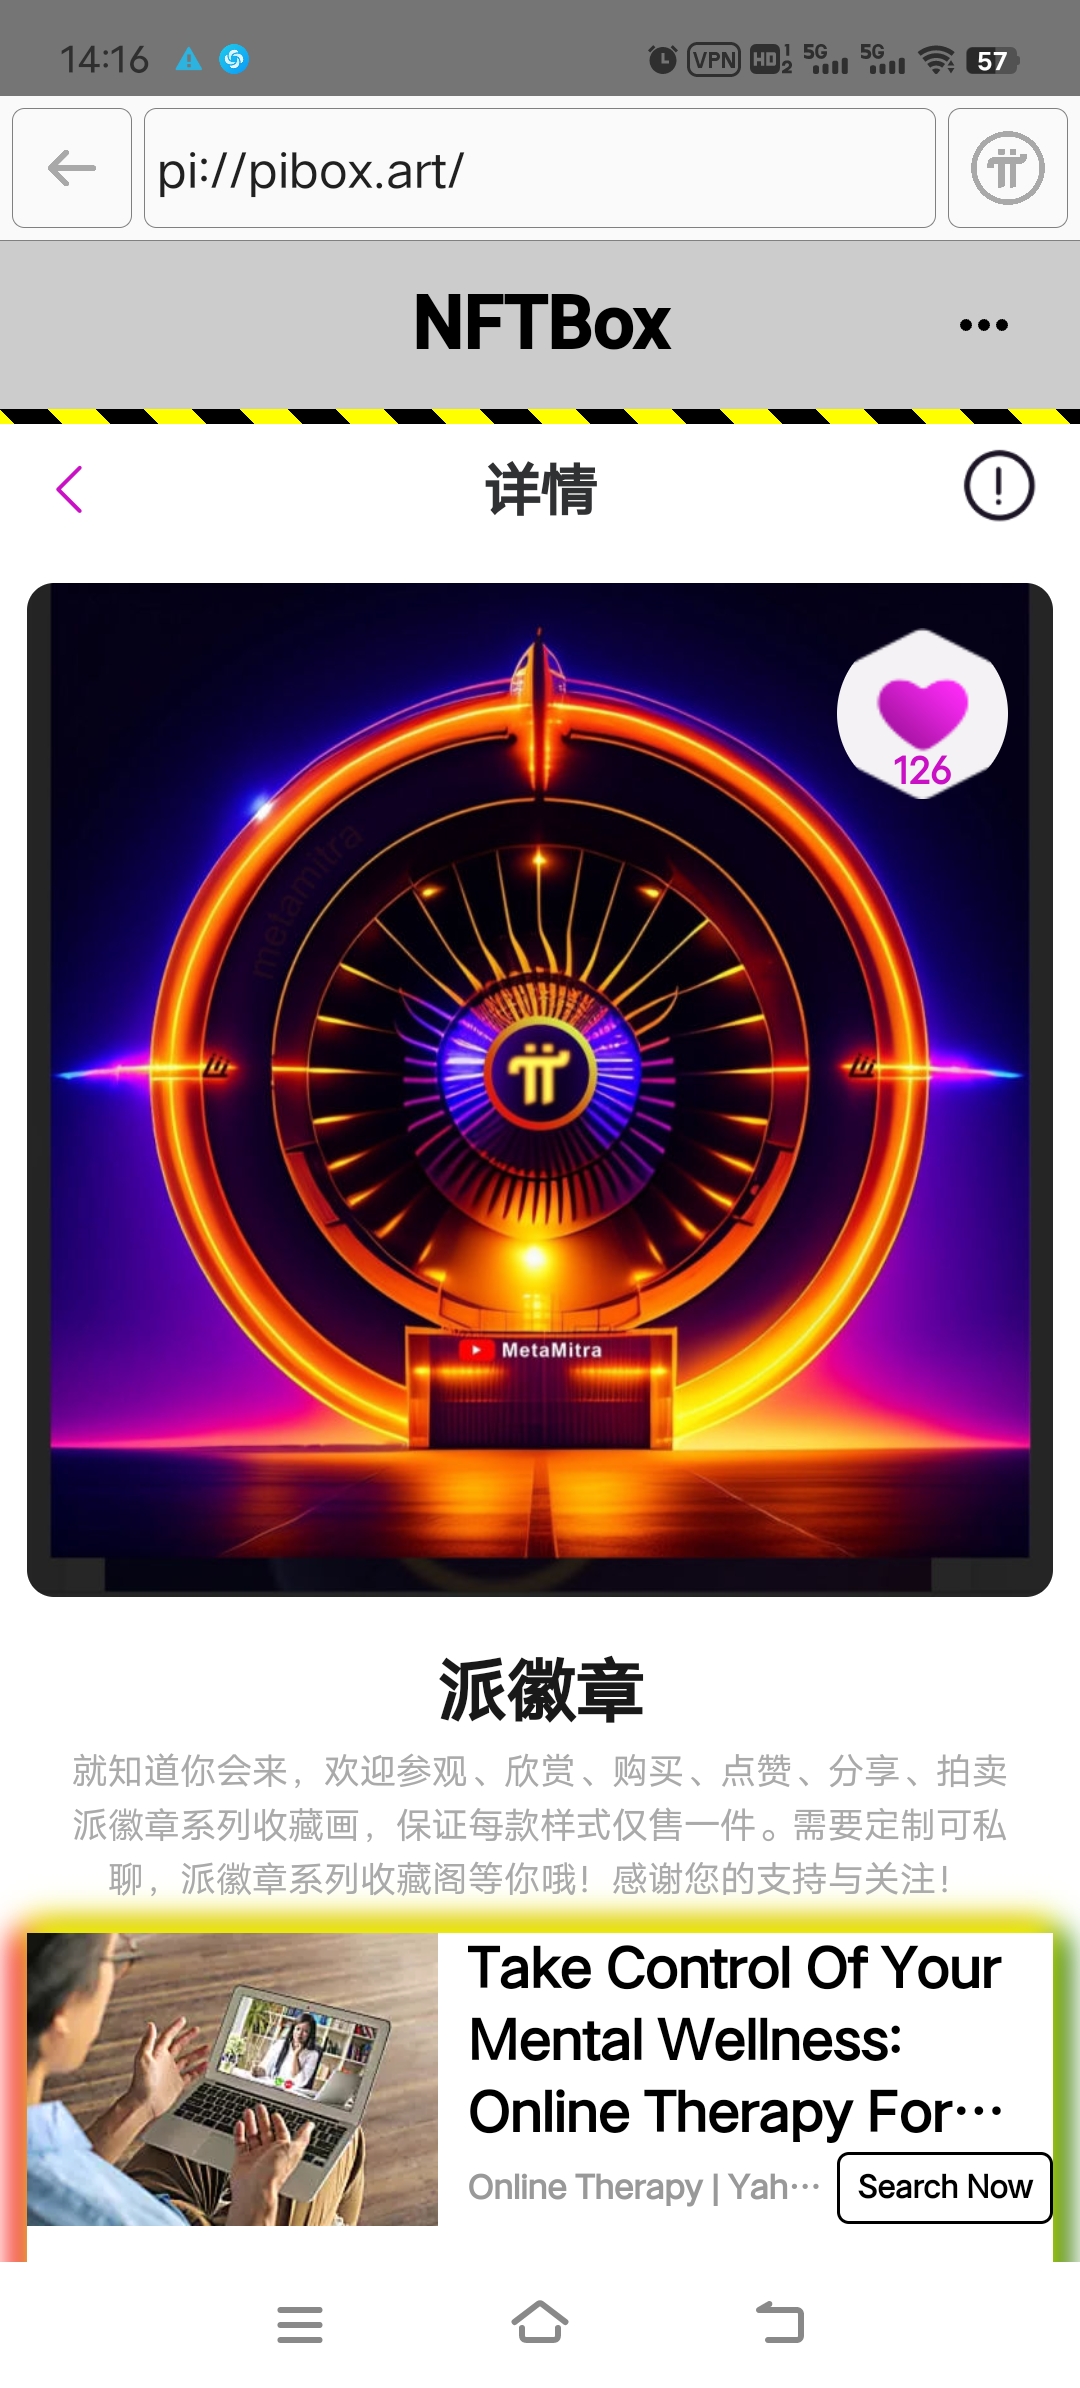 14:16
VPN HD 1 2 5G 5G 57
pi://pibox.art/
NFTBox
详情
126
metamitra
MetaMitra
派徽章
就知道你会来，欢迎参观、欣赏、购买、点赞、分享、拍卖
派徽章系列收藏画，保证每款样式仅售一件。需要定制可私
聊，派徽章系列收藏阁等你哦！感谢您的支持与关注！
Take Control Of Your
Mental Wellness:
Online Therapy For…
Online Therapy | Yah…
Search Now